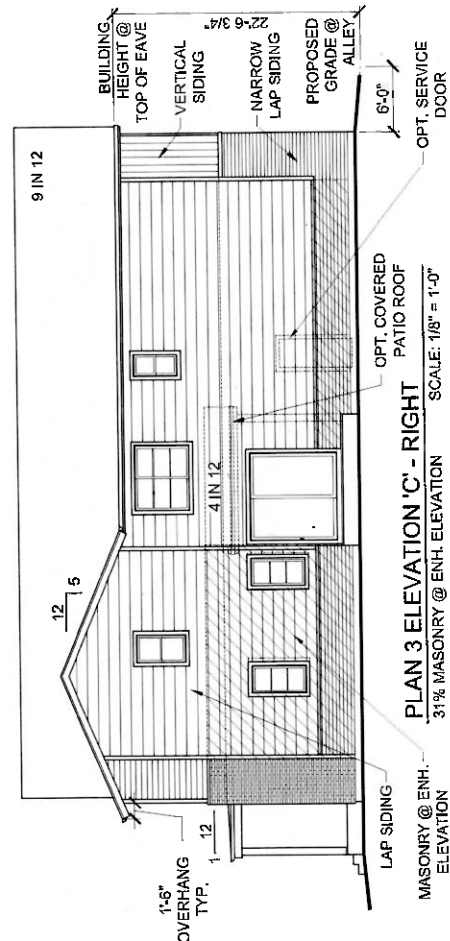 BUILDING
HEIGHT @
TOP OF EAVE
22'-6 3/4"
VERTICAL
SIDING
NARROW
LAP SIDING
PROPOSED
GRADE @
ALLEY
6'-0"
OPT. SERVICE
DOOR
9 IN 12
12
5
4 IN 12
OPT. COVERED
PATIO ROOF
1'-6"
OVERHANG
TYP.
12
1
LAP SIDING
MASONRY @ ENH.
ELEVATION
PLAN 3 ELEVATION 'C' - RIGHT
31% MASONRY @ ENH. ELEVATION SCALE: 1/8" = 1'-0"